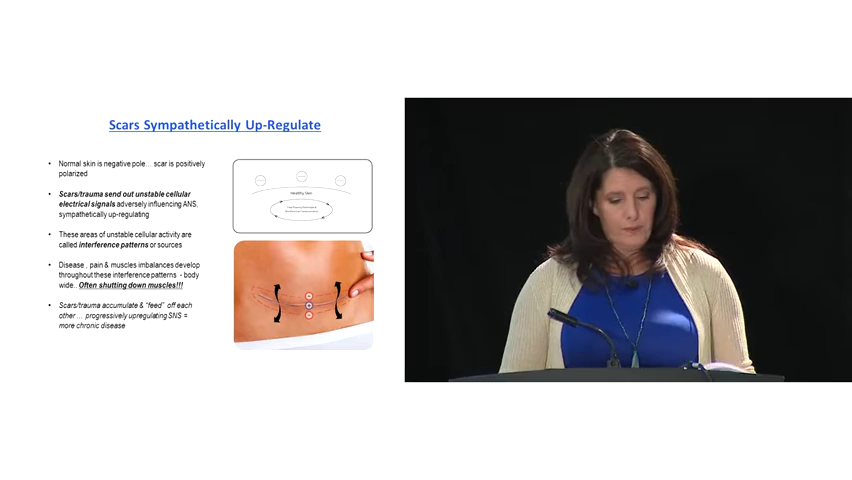 Scars Sympathetically Up-Regulate
• Normal skin is negative pole… scar is positively
polarized
• Scars/trauma send out unstable cellular
electrical signals adversely influencing ANS,
sympathetically up-regulating
• These areas of unstable cellular activity are
called interference patterns or sources
• Disease , pain & muscles imbalances develop
throughout these interference patterns - body
wide.. Often shutting down muscles!!!
• Scars/trauma accumulate & “feed” off each
other … progressively upregulating SNS =
more chronic disease
Healthy Skin